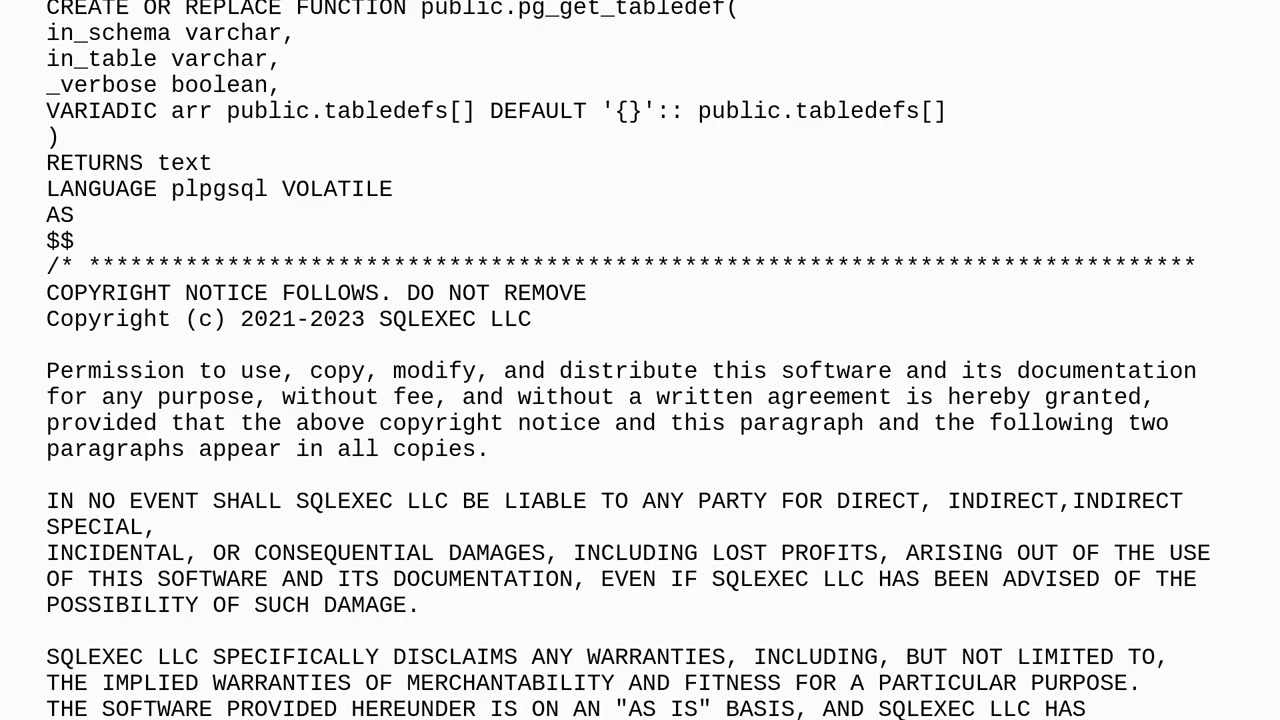 CREATE OR REPLACE FUNCTION public.pg_get_tabledef(
in_schema varchar,
in_table varchar,
_verbose boolean,
VARIADIC arr public.tabledefs[] DEFAULT '{}':: public.tabledefs[]
)
RETURNS text
LANGUAGE plpgsql VOLATILE
AS
$$
/* ********************************************************************************
COPYRIGHT NOTICE FOLLOWS. DO NOT REMOVE
Copyright (c) 2021-2023 SQLEXEC LLC

Permission to use, copy, modify, and distribute this software and its documentation
for any purpose, without fee, and without a written agreement is hereby granted,
provided that the above copyright notice and this paragraph and the following two
paragraphs appear in all copies.

IN NO EVENT SHALL SQLEXEC LLC BE LIABLE TO ANY PARTY FOR DIRECT, INDIRECT,INDIRECT
SPECIAL,
INCIDENTAL, OR CONSEQUENTIAL DAMAGES, INCLUDING LOST PROFITS, ARISING OUT OF THE USE
OF THIS SOFTWARE AND ITS DOCUMENTATION, EVEN IF SQLEXEC LLC HAS BEEN ADVISED OF THE
POSSIBILITY OF SUCH DAMAGE.

SQLEXEC LLC SPECIFICALLY DISCLAIMS ANY WARRANTIES, INCLUDING, BUT NOT LIMITED TO,
THE IMPLIED WARRANTIES OF MERCHANTABILITY AND FITNESS FOR A PARTICULAR PURPOSE.
THE SOFTWARE PROVIDED HEREUNDER IS ON AN "AS IS" BASIS, AND SQLEXEC LLC HAS